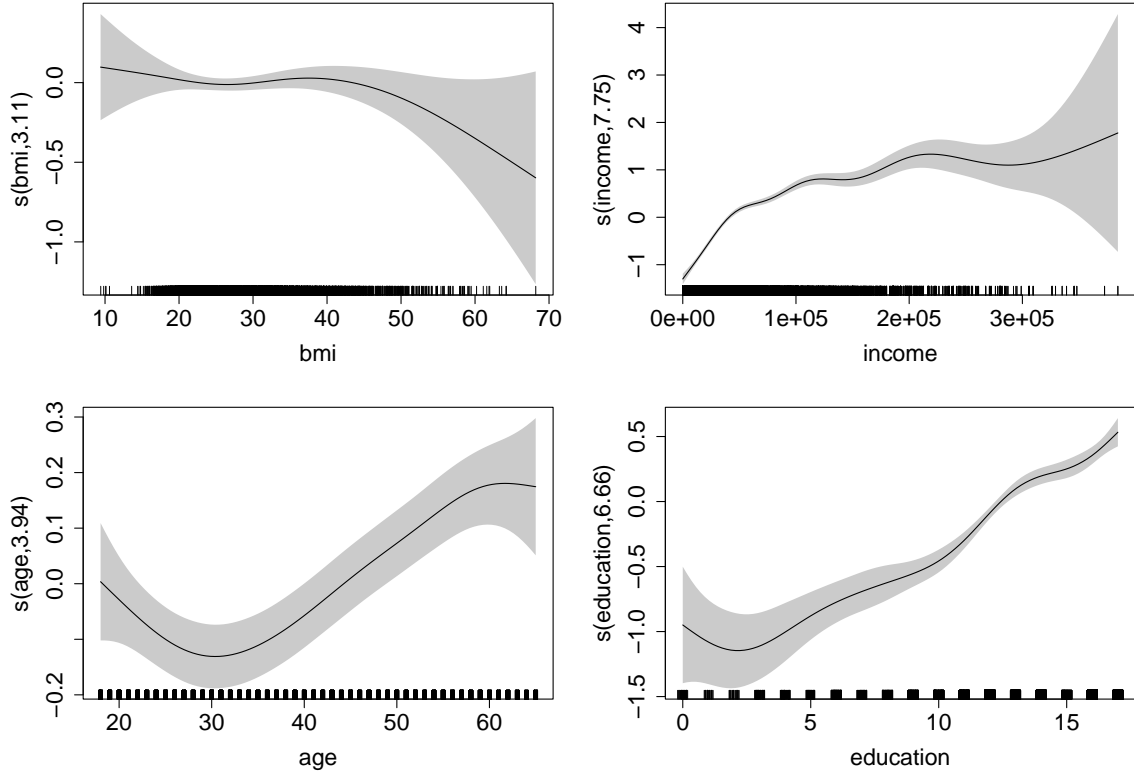 s(bmi,3.11)
0.0
−0.5
−1.0
10 20 30 40 50 60 70
bmi
s(income,7.75)
4
3
2
1
0
−1
0e+00 1e+05 2e+05 3e+05
income
s(age,3.94)
0.3
0.2
0.1
0.0
−0.2
20 30 40 50 60
age
s(education,6.66)
0.5
0.0
−0.5
−1.0
−1.5
0 5 10 15
education